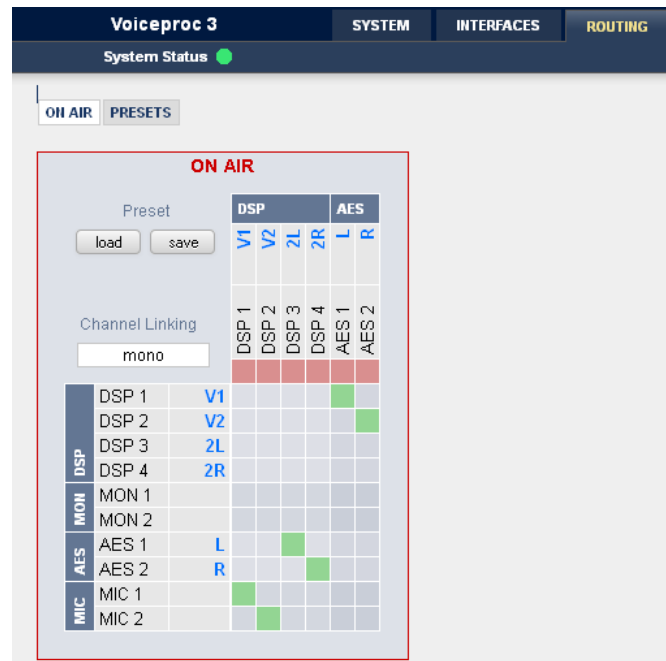 Voiceproc 3 SYSTEM INTERFACES ROUTING
System Status
ON AIR PRESETS
ON AIR
Preset DSP AES
load save V1 V2 2L 2R L R
Channel Linking DSP 1 DSP 2 DSP 3 DSP 4 AES 1 AES 2
mono
DSP
DSP 1 V1
DSP 2 V2
DSP 3 2L
DSP 4 2R
MON
MON 1
MON 2
AES
AES 1 L
AES 2 R
MIC
MIC 1
MIC 2